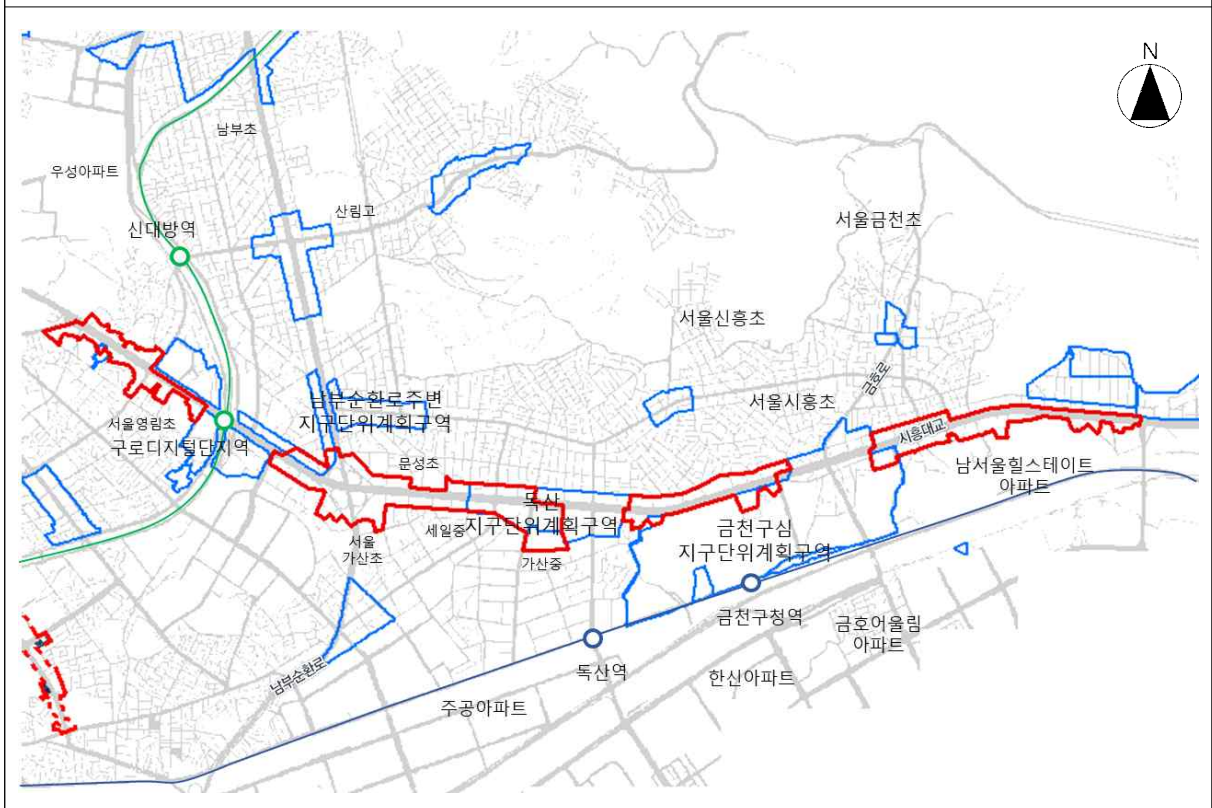 N
남부초
우성아파트
산림고
신대방역
서울금천초
서울신흥초
금하로
서울시흥초
남부순환로주변
지구단위계획구역
서울영림초
구로디지털단지역
시흥대교
문성초
남서울힐스테이트
아파트
독산
지구단위계획구역
세일중
서울
가산초
가산중
금천구심
지구단위계획구역
금천구청역
금호어울림
아파트
남부순환로
독산역
한신아파트
주공아파트